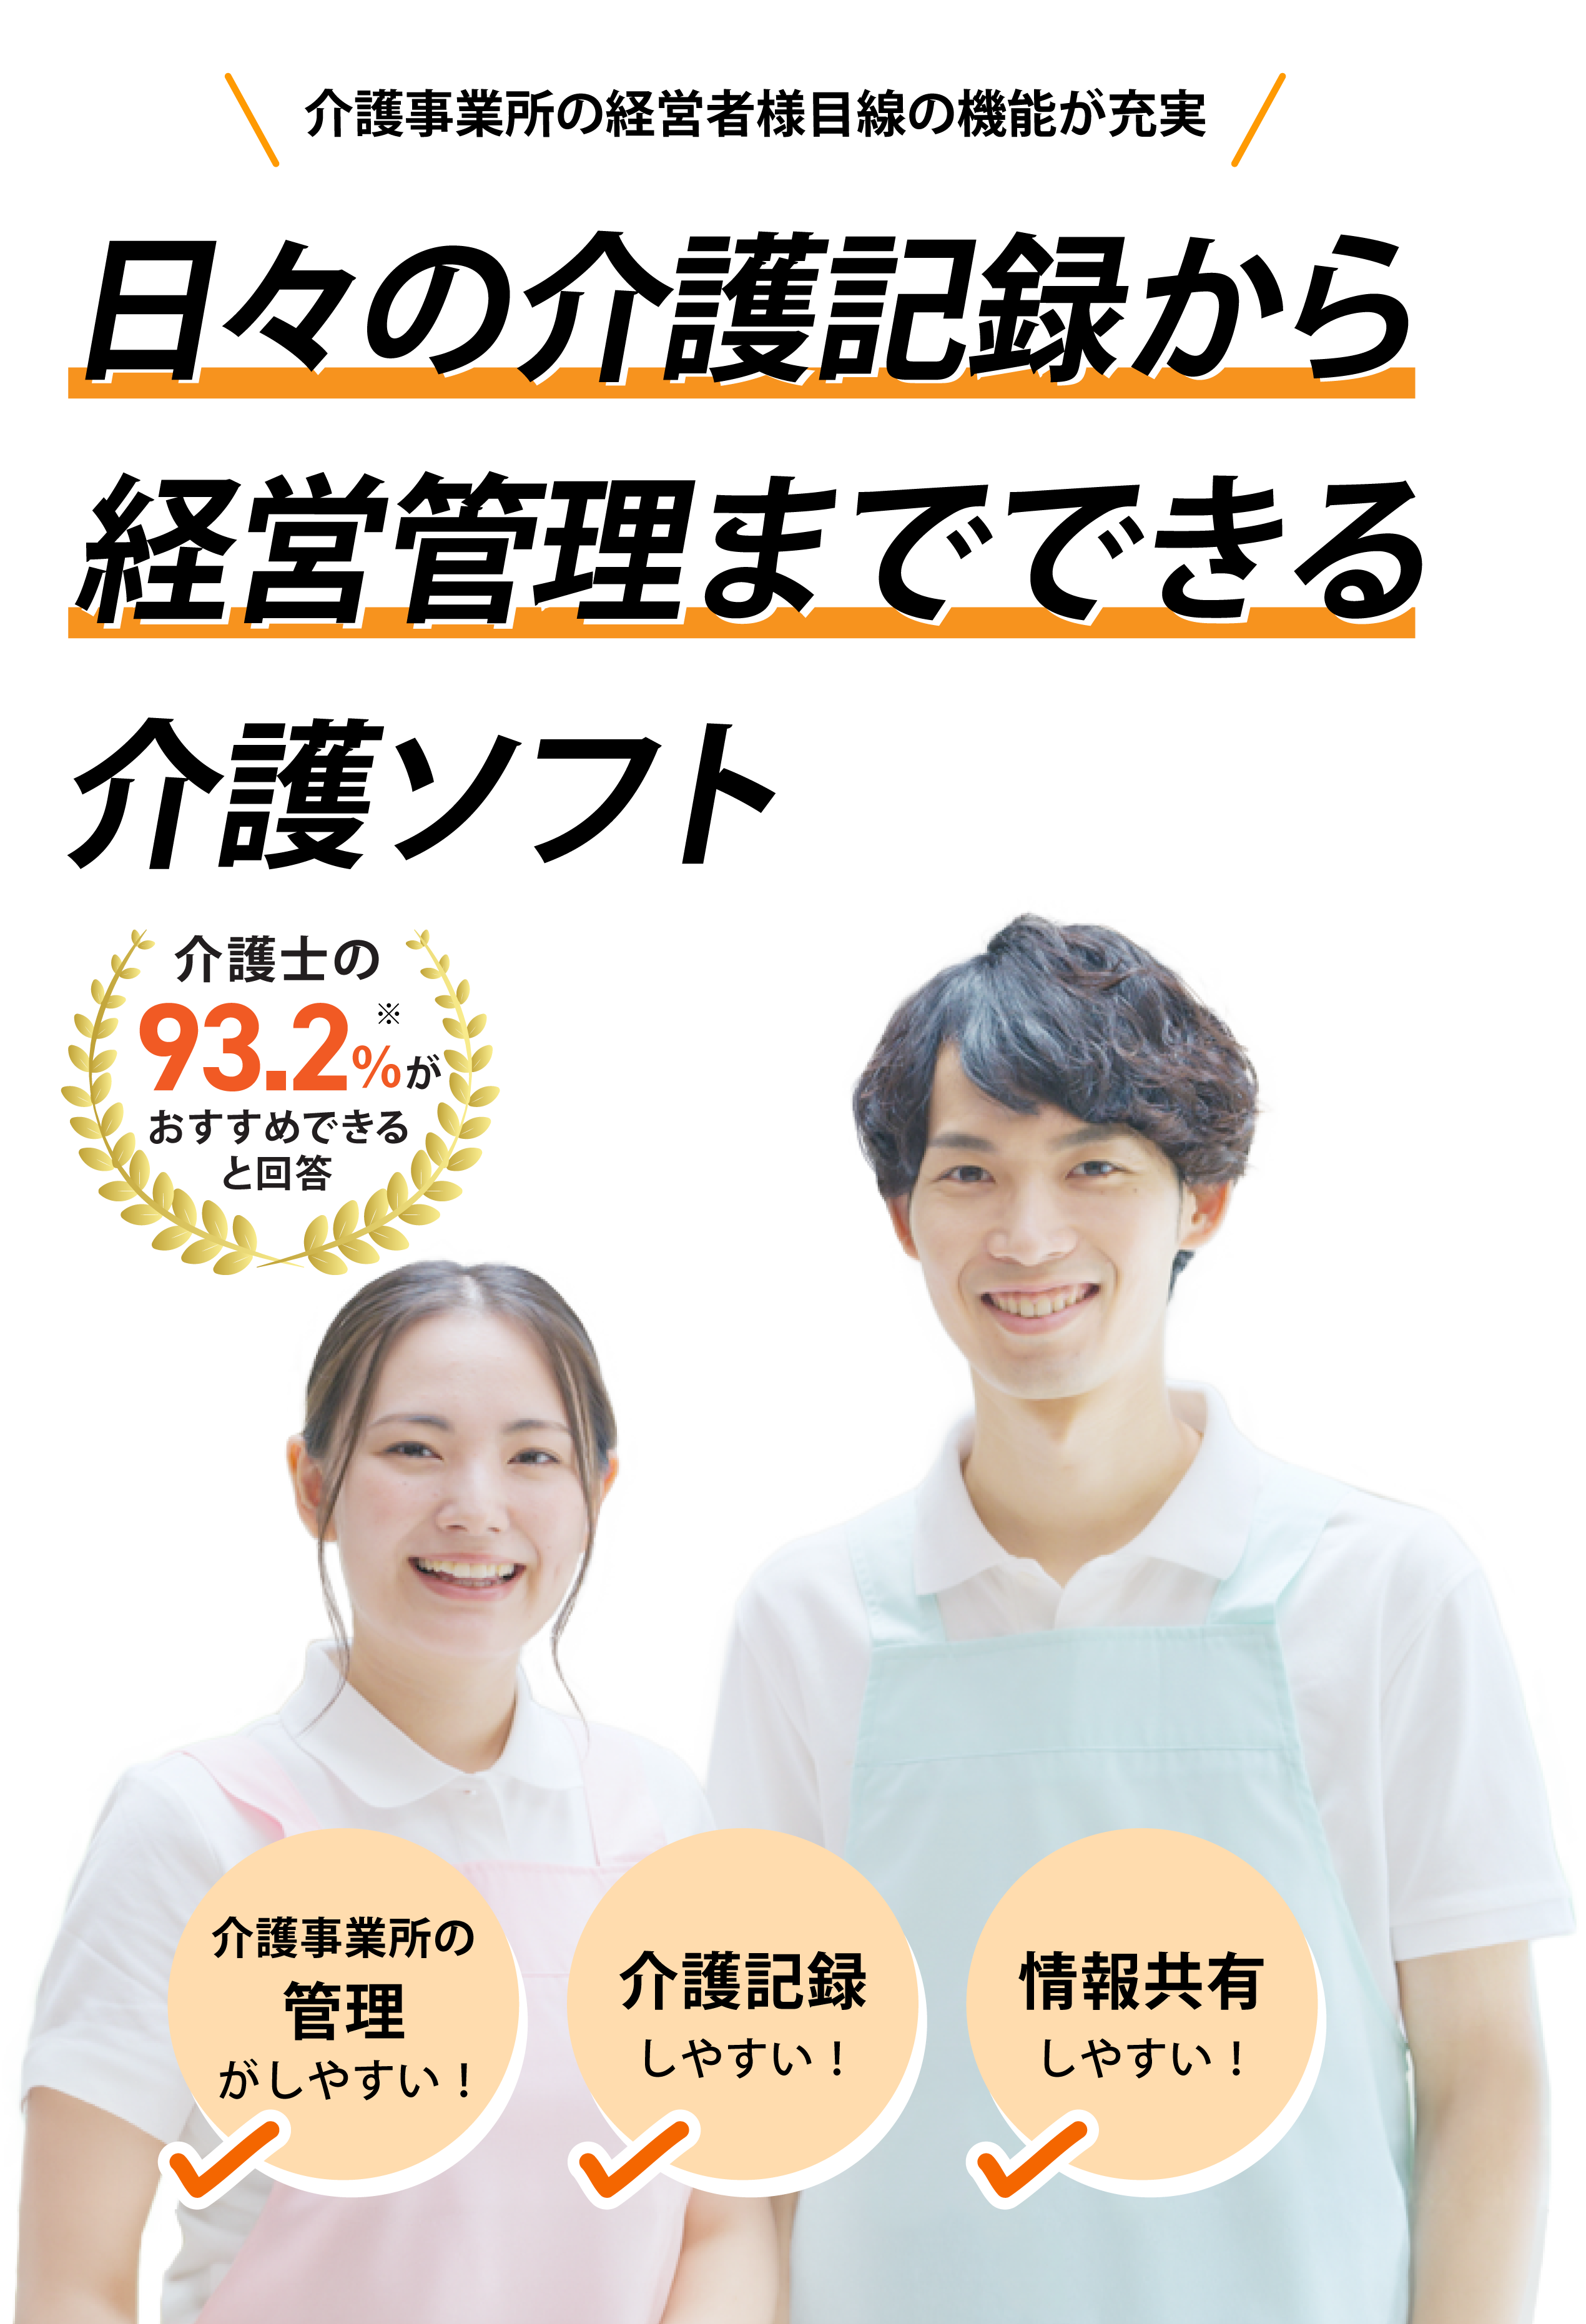 介護事業所の経営者様目線の機能が充実
日々の介護記録から
経営管理までできる
介護ソフト
介護士の
93.2%※が
おすすめできる
と回答
介護事業所の
管理
がしやすい！
介護記録
しやすい！
情報共有
しやすい！